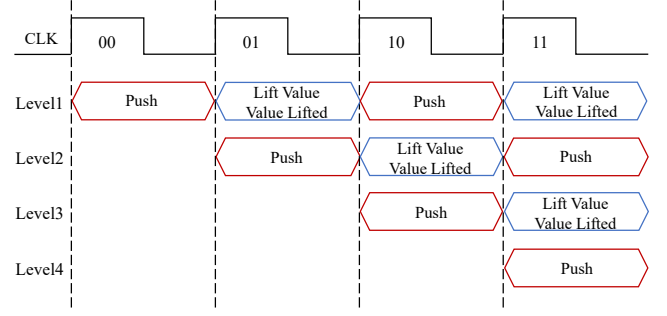 CLK
00 01 10 11
Level1 Push Lift Value Push Lift Value
Value Lifted Value Lifted
Level2 Push Lift Value Push
Value Lifted
Level3 Push Lift Value
Value Lifted
Level4 Push